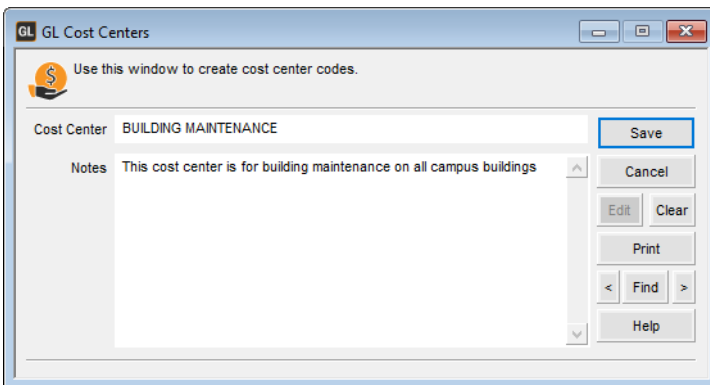 GL GL Cost Centers
$
Use this window to create cost center codes.
Cost Center BUILDING MAINTENANCE
Save
Notes This cost center is for building maintenance on all campus buildings
Cancel
Edit Clear
Print
< Find >
Help